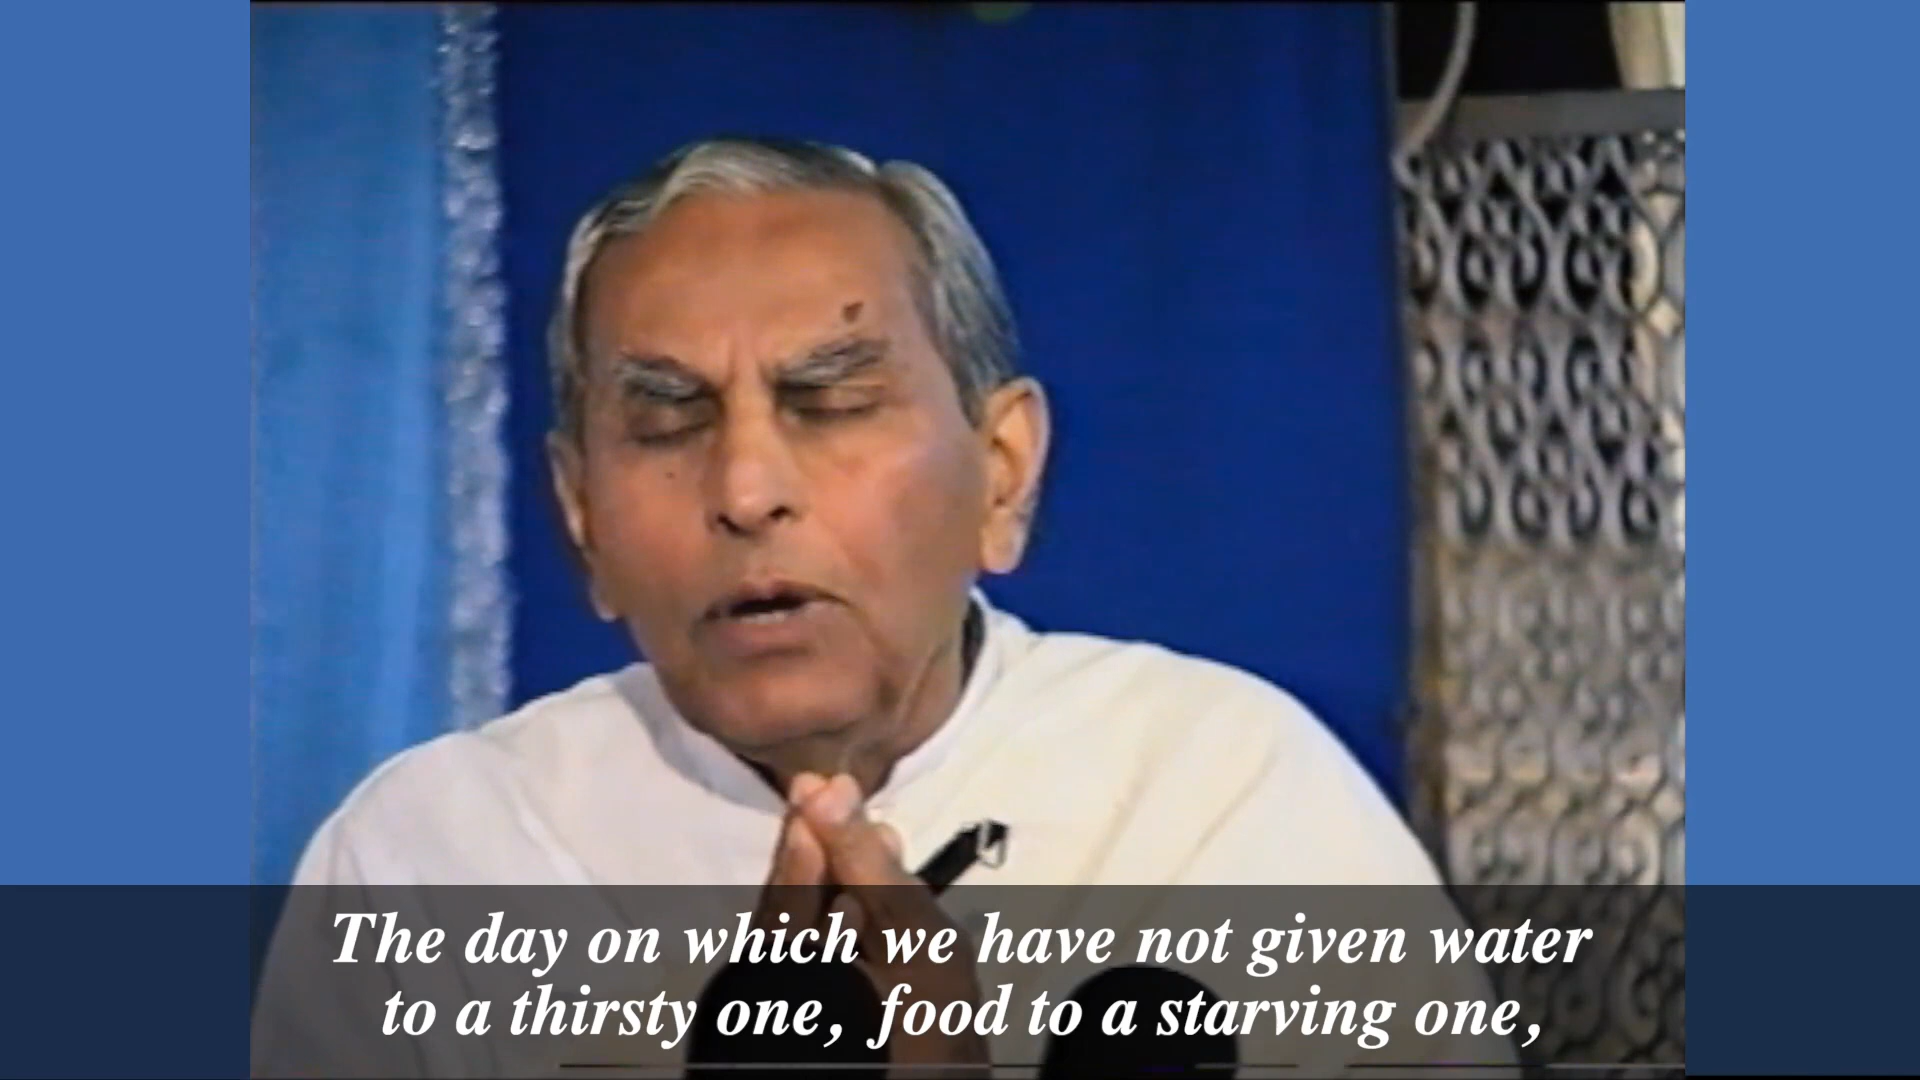 The day on which we have not given water
to a thirsty one, food to a starving one,